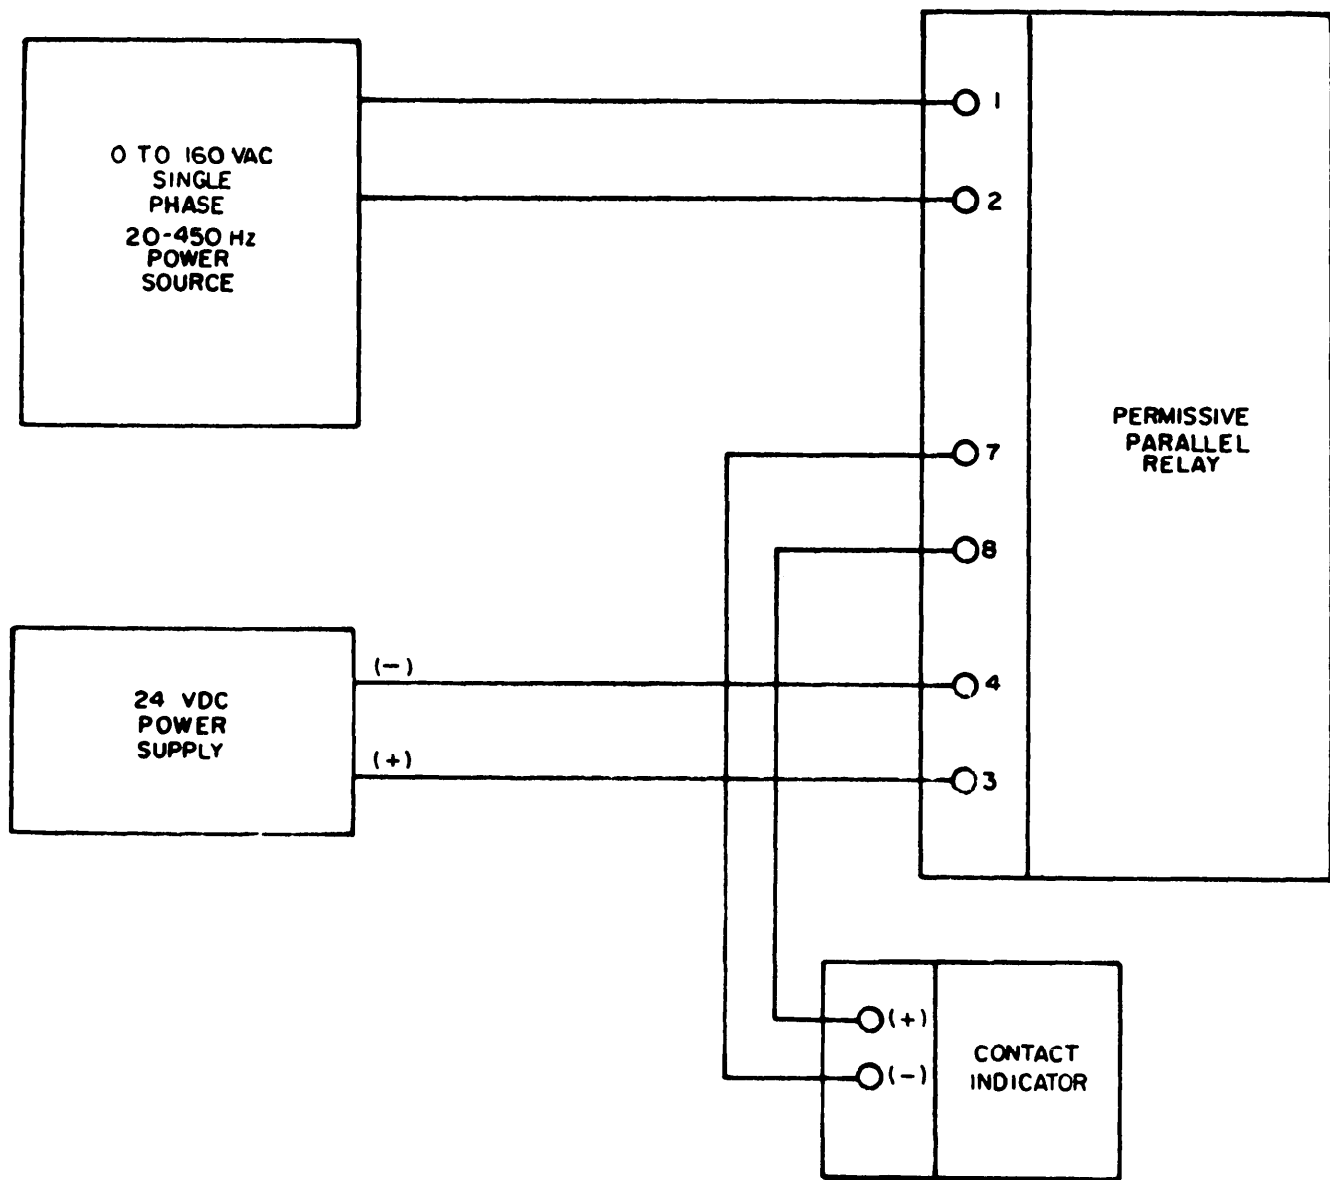 0 TO 160 VAC
SINGLE
PHASE
20-450 Hz
POWER
SOURCE
1
2
7
8
4
3
PERMISSIVE
PARALLEL
RELAY
24 VDC
POWER
SUPPLY
(-)
(+)
(+)
(-)
CONTACT
INDICATOR